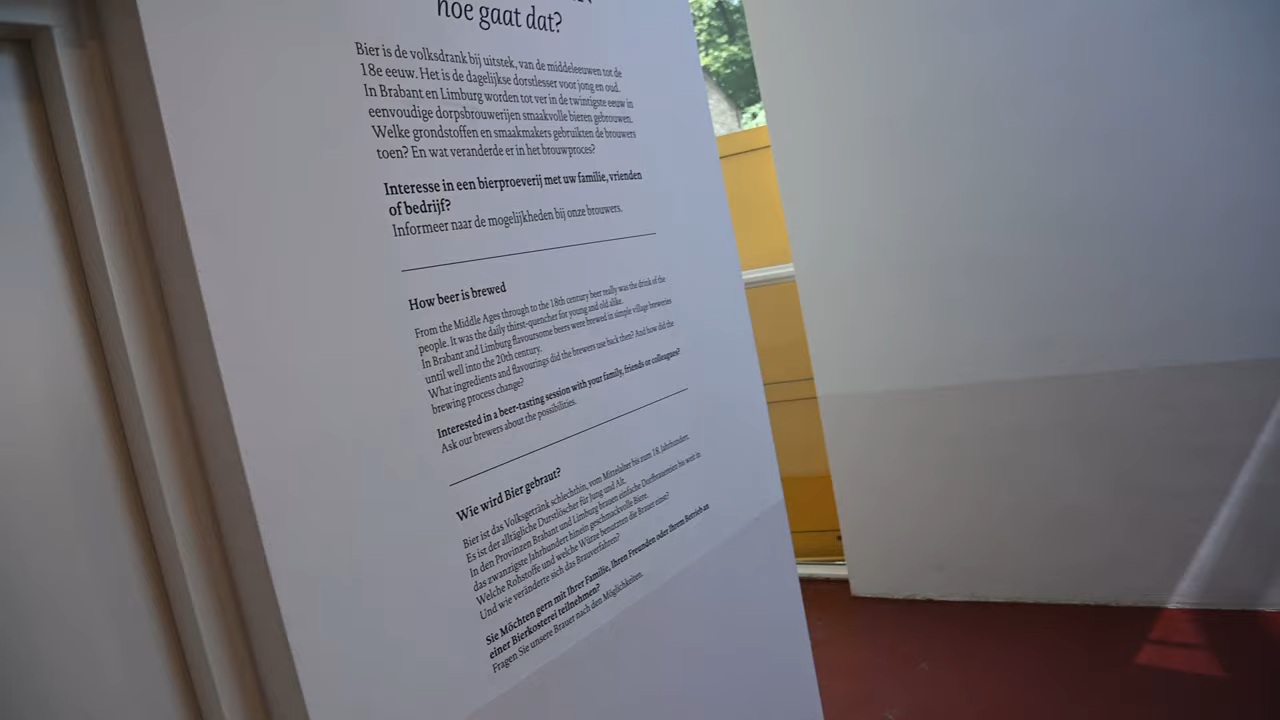 hoe gaat dat?
Bier is de volksdrank bij uitstek, van de middeleeuwen tot de
18e eeuw. Het is de dagelijkse dorstlesser voor jong en oud.
In Brabant en Limburg worden tot ver in de twintigste eeuw in
eenvoudige dorpsbrouwerijen smaakvolle bieren gebrouwen.
Welke grondstoffen en smaakmakers gebruikten de brouwers
toen? En wat veranderde er in het brouwproces?
Interesse in een bierproeverij met uw familie, vrienden
of bedrijf?
Informeer naar de mogelijkheden bij onze brouwers.
How beer is brewed
From the Middle Ages through to the 18th century beer really was the drink of the
people. It was the daily thirst-quencher for young and old alike.
In Brabant and Limburg flavoursome beers were brewed in simple village breweries
until well into the 20th century.
What ingredients and flavourings did the brewers use back then? And how did the
brewing process change?
Interested in a beer-tasting session with your family, friends or colleagues?
Ask our brewers about the possibilities.
Wie wird Bier gebraut?
Bier ist das Volksgetränk schlechthin, vom Mittelalter bis zum 18. Jahrhundert.
Es ist der alltägliche Durstlöscher für Jung und Alt.
In den Provinzen Brabant und Limburg brauen einfache Dorfbrauereien bis weit in
das zwanzigste Jahrhundert hinein geschmackvolle Biere.
Welche Rohstoffe und welche Würze benutzten die Brauer einst?
Und wie veränderte sich das Brauverfahren?
Sie Möchten gern mit Ihrer Familie, Ihren Freunden oder Ihrem Betrieb an
einer Bierkosterei teilnehmen?
Fragen Sie unsere Brauer nach den Möglichkeiten.